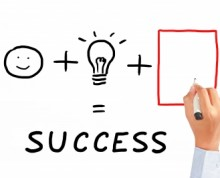 + +
=
SUCCESS